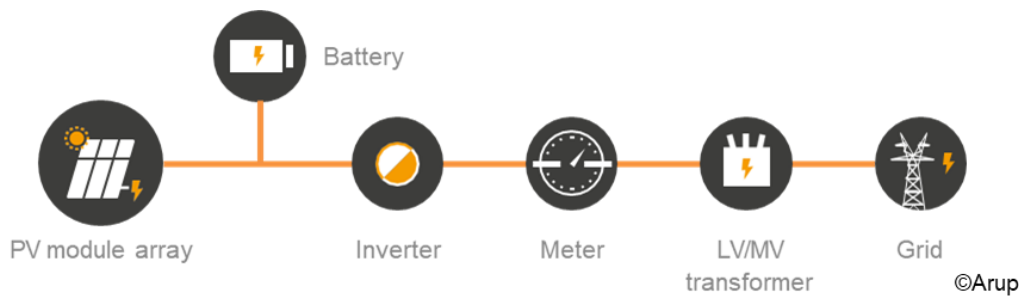 Battery
PV module array
Inverter
Meter
LV/MV
transformer
Grid
©Arup